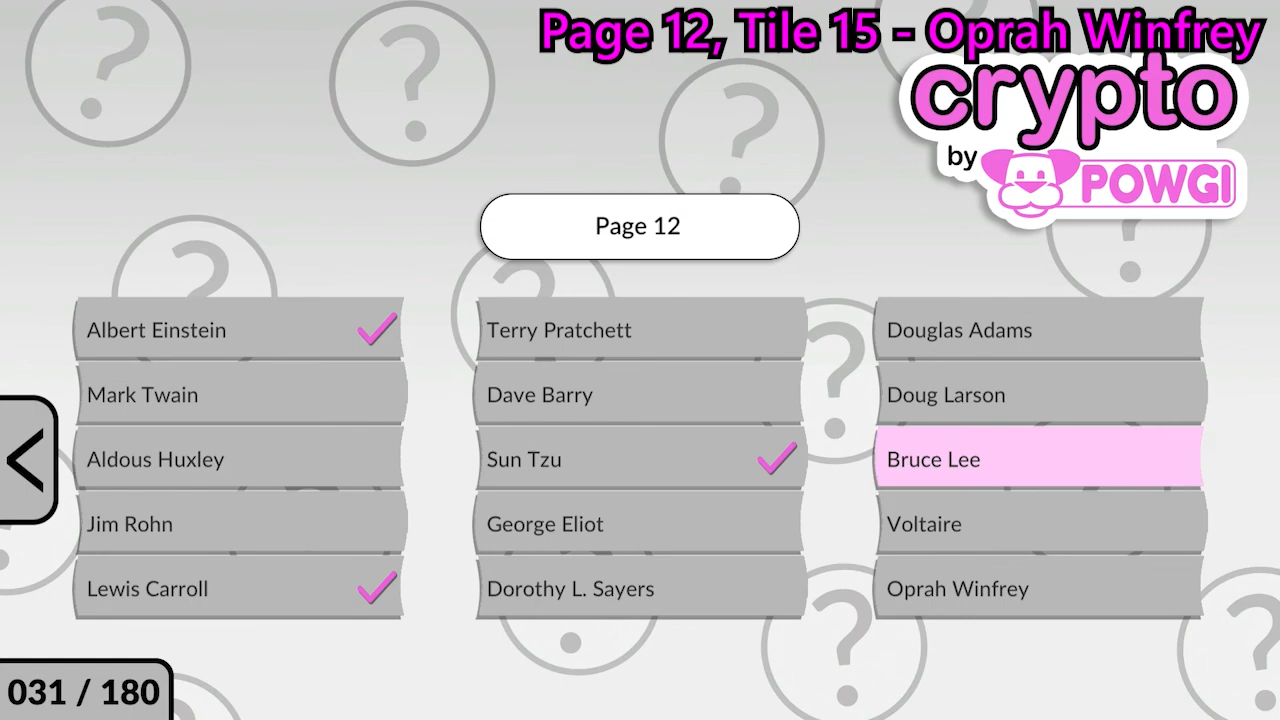 Page 12, Tile 15 - Oprah Winfrey
crypto
by POWGI
Page 12
Albert Einstein
Mark Twain
Aldous Huxley
Jim Rohn
Lewis Carroll
Terry Pratchett
Dave Barry
Sun Tzu
George Eliot
Dorothy L. Sayers
Douglas Adams
Doug Larson
Bruce Lee
Voltaire
Oprah Winfrey
031 / 180